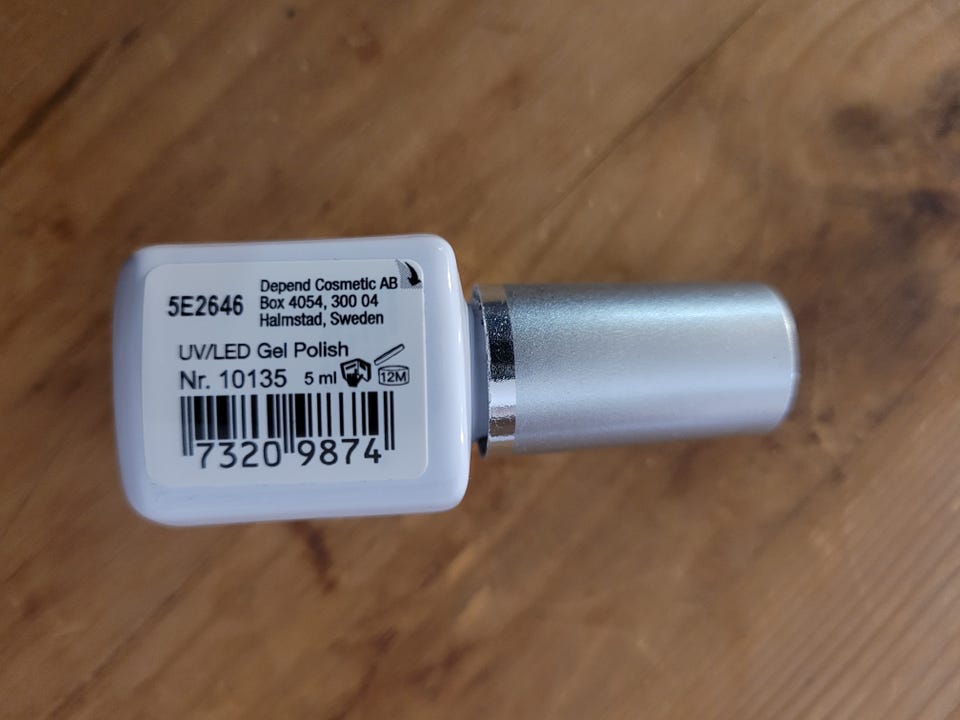 5E2646
Depend Cosmetic AB
Box 4054, 300 04
Halmstad, Sweden
UV/LED Gel Polish
Nr. 10135 5 ml 12M
7320 9874